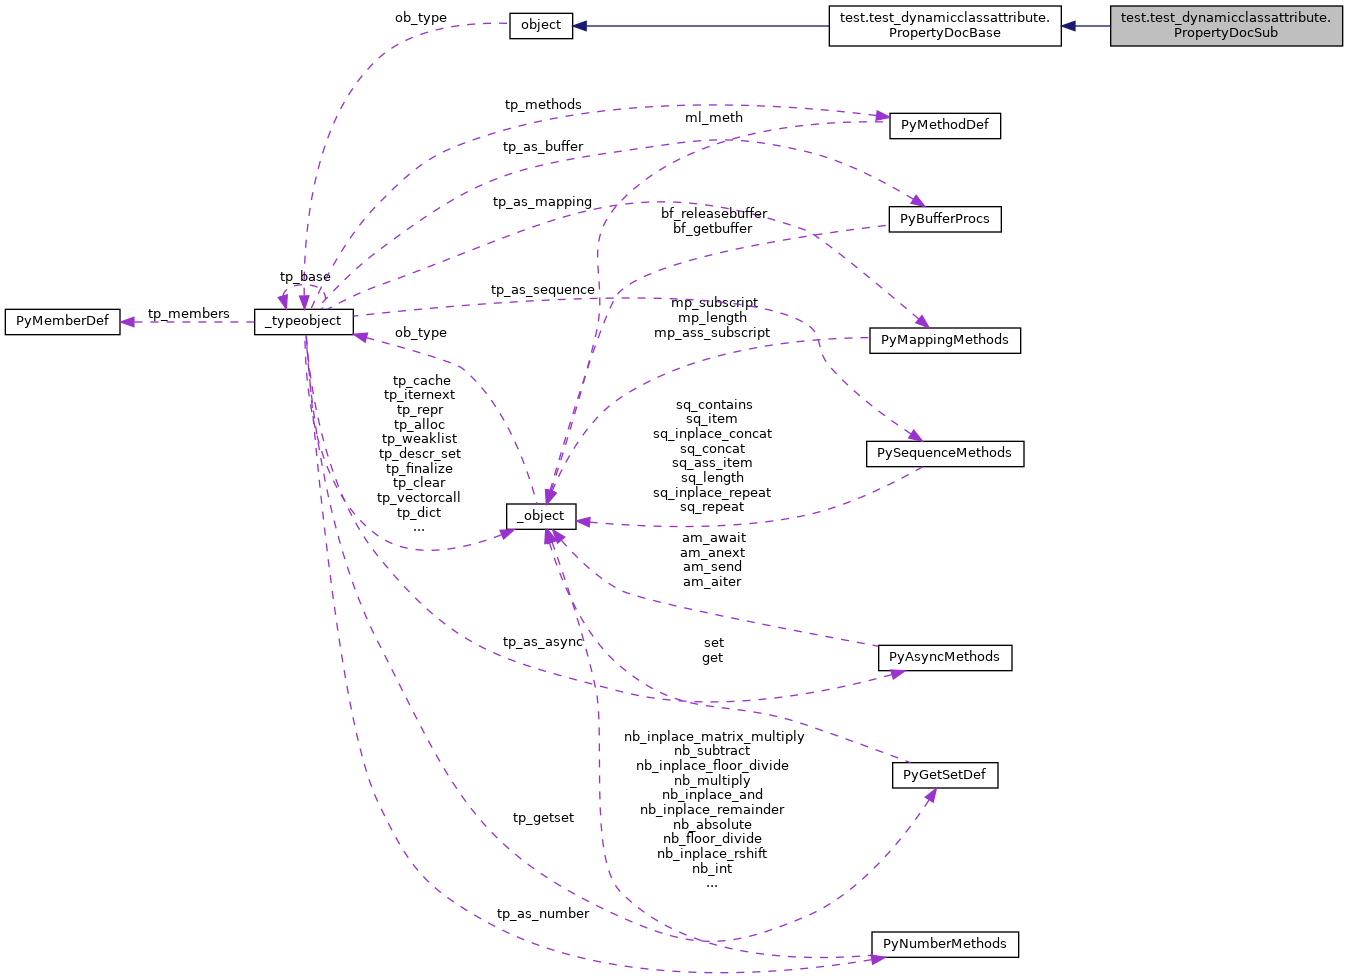 ob_type
object
test.test_dynamicclassattribute.
PropertyDocBase
test.test_dynamicclassattribute.
PropertyDocSub
tp_methods
ml_meth
PyMethodDef
tp_as_buffer
tp_as_mapping
bf_releasebuffer
bf_getbuffer
PyBufferProcs
tp_base
tp_as_sequence
mp_subscript
mp_length
mp_ass_subscript
PyMemberDef
tp_members
_typeobject
ob_type
PyMappingMethods
tp_cache
tp_iternext
tp_repr
tp_alloc
tp_weaklist
tp_descr_set
tp_finalize
tp_clear
tp_vectorcall
tp_dict
...
sq_contains
sq_item
sq_inplace_concat
sq_concat
sq_ass_item
sq_length
sq_inplace_repeat
sq_repeat
PySequenceMethods
_object
am_await
am_anext
am_send
am_aiter
tp_as_async
set
get
PyAsyncMethods
nb_inplace_matrix_multiply
nb_subtract
nb_inplace_floor_divide
nb_multiply
nb_inplace_and
nb_inplace_remainder
nb_absolute
nb_floor_divide
nb_inplace_rshift
nb_int
...
PyGetSetDef
tp_getset
tp_as_number
PyNumberMethods